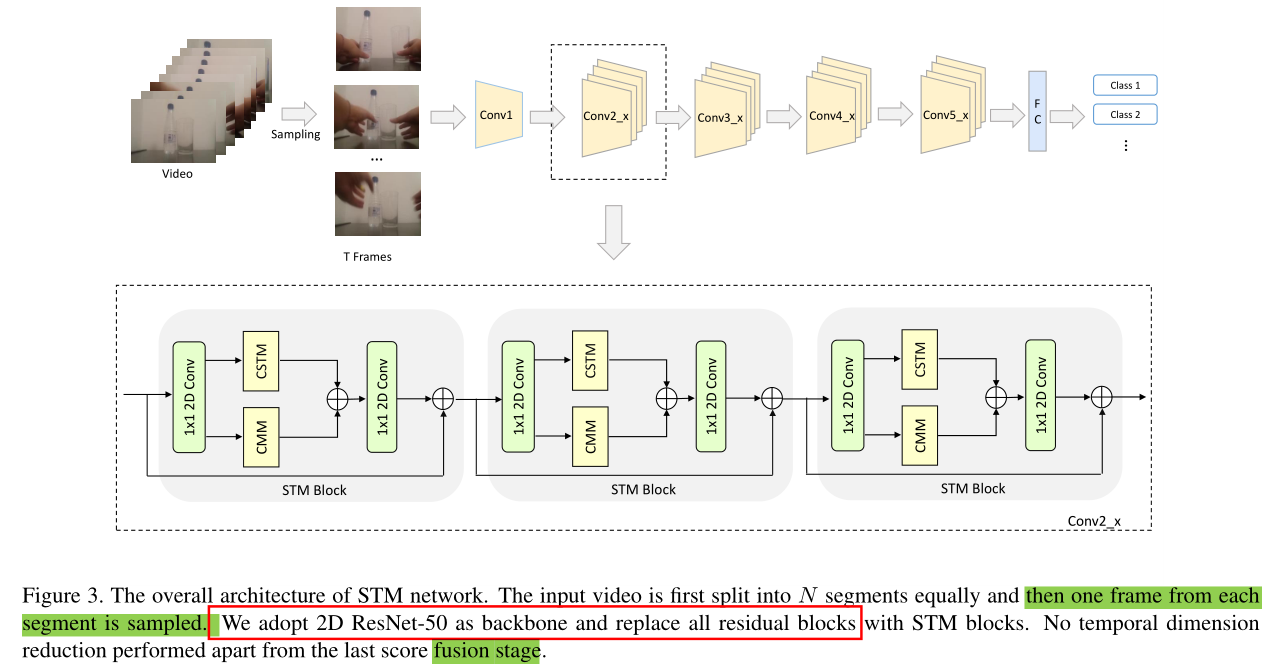 Sampling
Video
...
T Frames
Conv1
Conv2_x
Conv3_x
Conv4_x
Conv5_x
F
C
Class 1
Class 2
⋮
1x1 2D Conv
CSTM
CMM
1x1 2D Conv
STM Block
1x1 2D Conv
CSTM
CMM
1x1 2D Conv
STM Block
1x1 2D Conv
CSTM
CMM
1x1 2D Conv
STM Block
Conv2_x
Figure 3. The overall architecture of STM network. The input video is first split into N segments equally and then one frame from each
segment is sampled. We adopt 2D ResNet-50 as backbone and replace all residual blocks with STM blocks. No temporal dimension
reduction performed apart from the last score fusion stage.